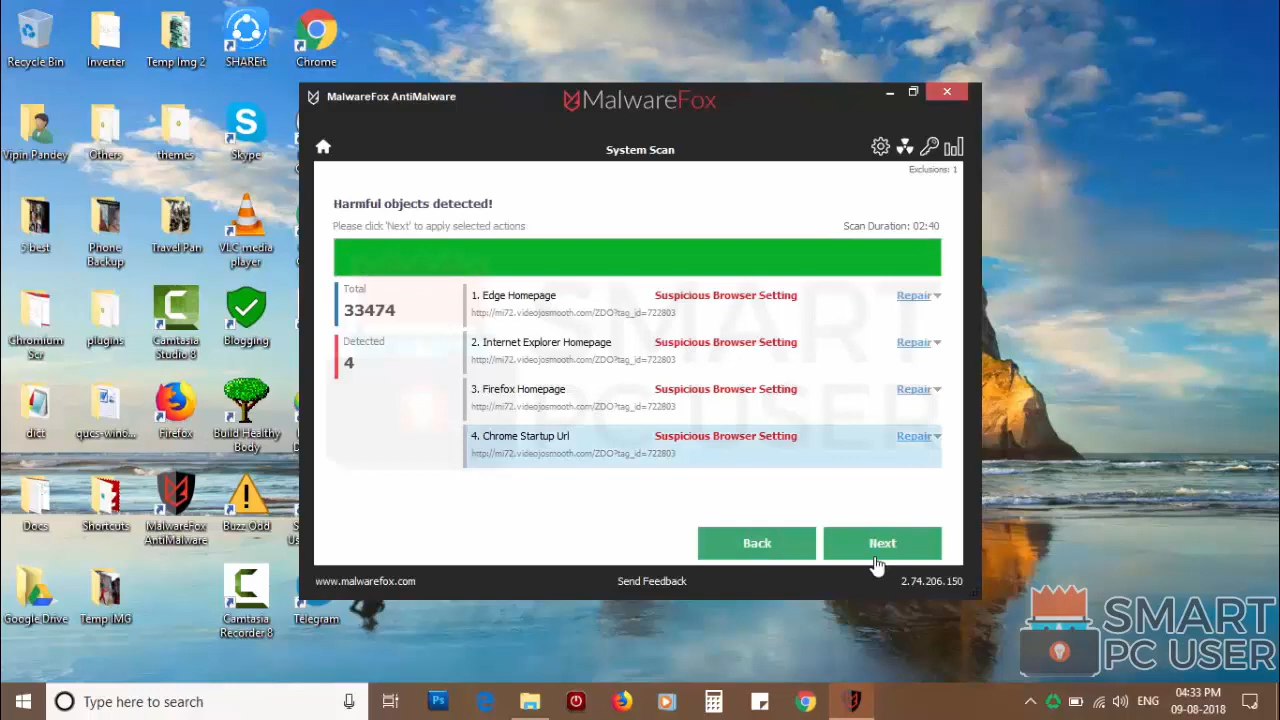 Recycle Bin
Inverter
Temp Img 2
SHAREit
Chrome
Vipin Pandey
Others
themes
Skype
5 best
Phone Backup
Travel Pan
VLC media player
Chromium Scr
plugins
Camtasia Studio 8
Blogging
dict
qucs-win6...
Firefox
Build Healthy Body
Docs
Shortcuts
MalwareFox AntiMalware
Buzz Odd
Google Drive
Temp IMG
Camtasia Recorder 8
Telegram
MalwareFox AntiMalware
MalwareFox
System Scan
Exclusions: 1
Harmful objects detected!
Please click 'Next' to apply selected actions
Scan Duration: 02:40
Total
33474
Detected
4
1. Edge Homepage Suspicious Browser Setting Repair
http://mi72.videojosmooth.com/ZDO?tag_id=722803
2. Internet Explorer Homepage Suspicious Browser Setting Repair
http://mi72.videojosmooth.com/ZDO?tag_id=722803
3. Firefox Homepage Suspicious Browser Setting Repair
http://mi72.videojosmooth.com/ZDO?tag_id=722803
4. Chrome Startup Url Suspicious Browser Setting Repair
http://mi72.videojosmooth.com/ZDO?tag_id=722803
SMART
PC USER
Back
Next
www.malwarefox.com
Send Feedback
2.74.206.150
SMART
PC USER
Type here to search
Ps
ENG
04:33 PM
09-08-2018